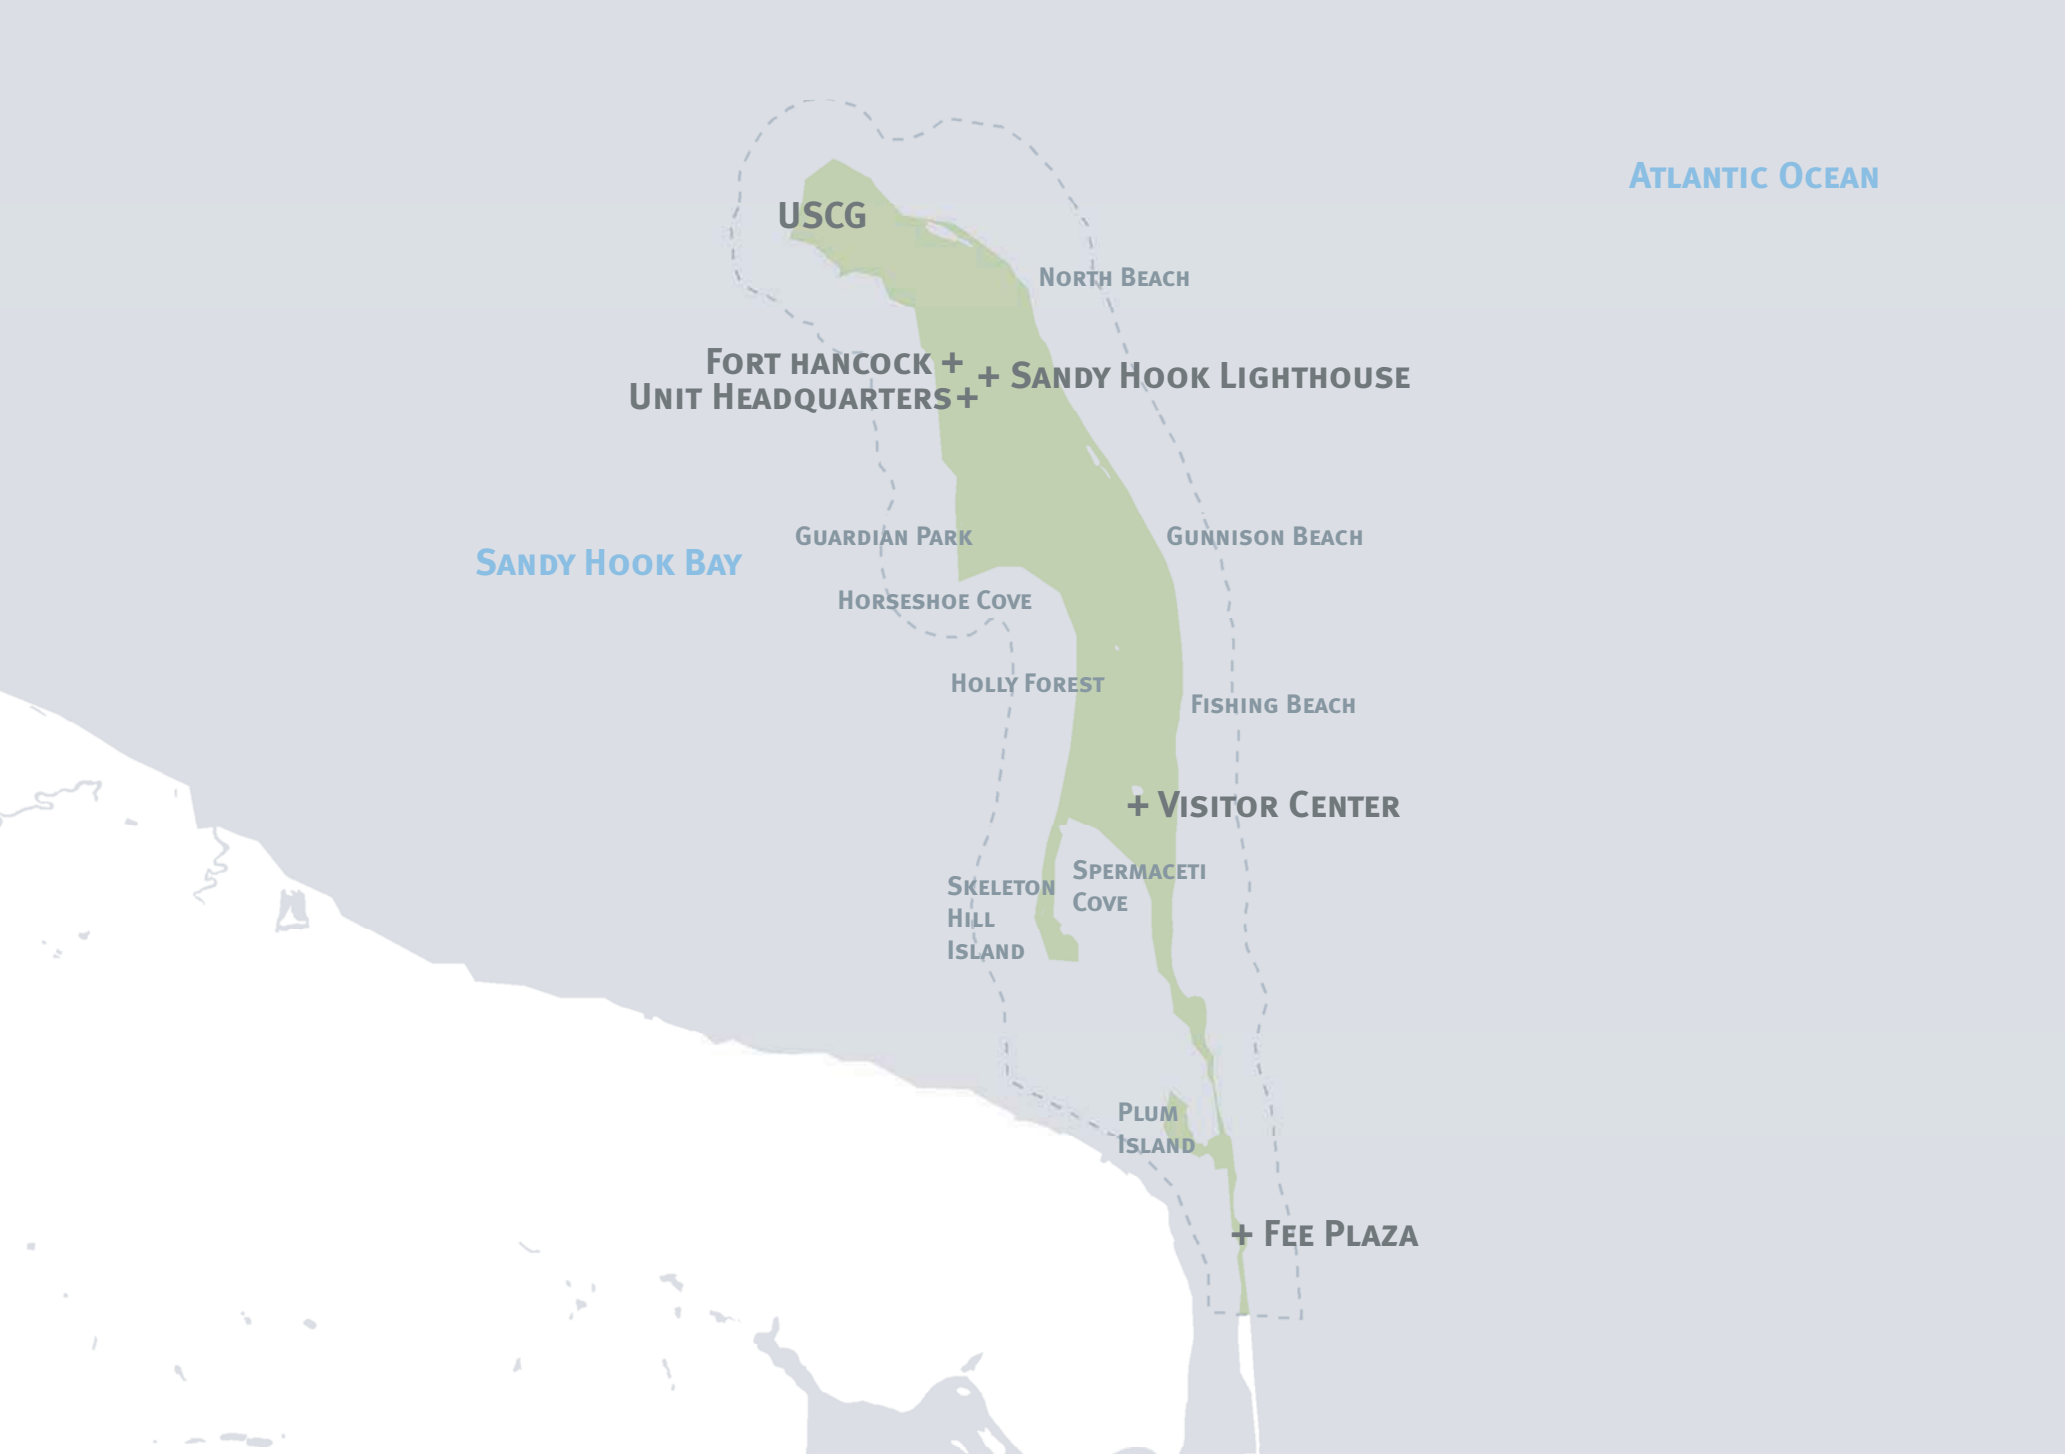 Atlantic Ocean
USCG
North Beach
Fort hancock +
+ Sandy Hook Lighthouse
Unit Headquarters +
Guardian Park
Gunnison Beach
Sandy Hook Bay
Horseshoe Cove
Holly Forest
Fishing Beach
+ Visitor Center
Spermaceti
Cove
Skeleton
Hill
Island
Plum
Island
+ Fee Plaza